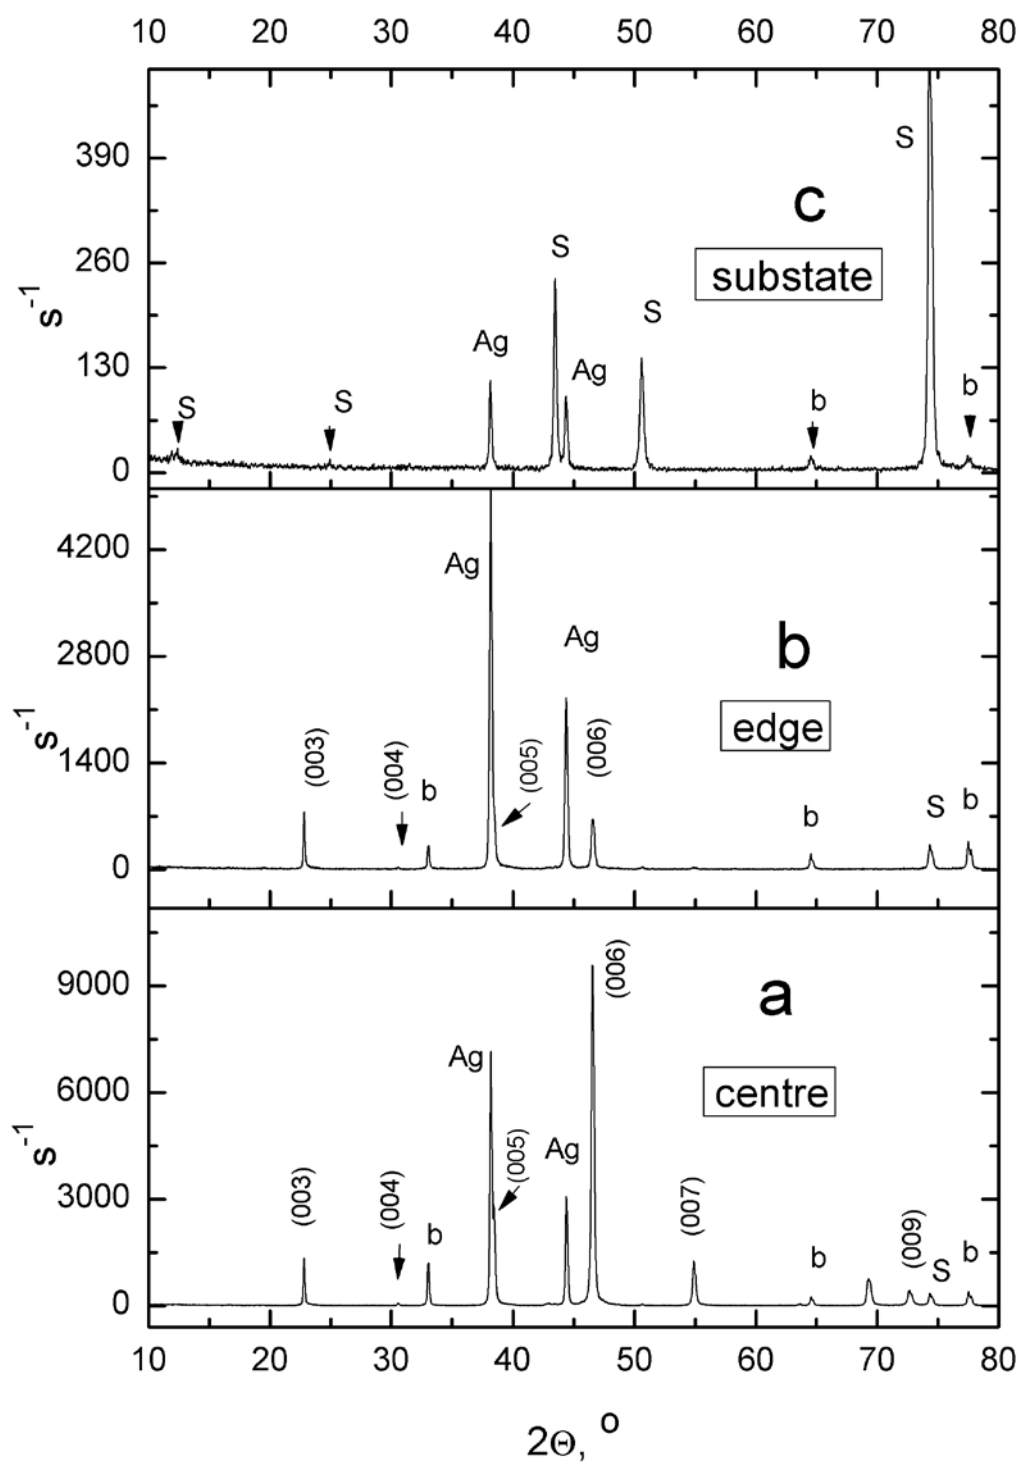 10 20 30 40 50 60 70 80
S
390
c
S
260
substate
s-1
S
Ag
130
Ag
b
b
S
S
0
4200
Ag
Ag
b
2800
edge
s-1
1400
(003)
(004)
b
(005)
(006)
b
S
b
0
(006)
9000
a
Ag
6000
centre
s-1
(005)
Ag
3000
(003)
(004)
b
(007)
b
(009)
S
b
0
10 20 30 40 50 60 70 80
2Θ, o